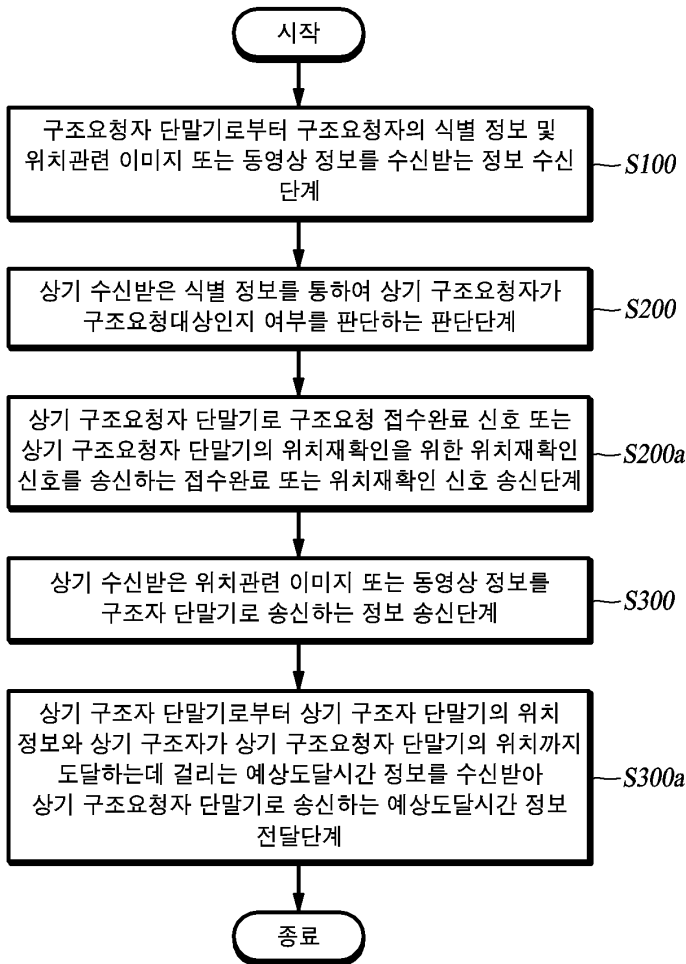 시작
구조요청자 단말기로부터 구조요청자의 식별 정보 및
위치관련 이미지 또는 동영상 정보를 수신받는 정보 수신
단계
S100
상기 수신받은 식별 정보를 통하여 상기 구조요청자가
구조요청대상인지 여부를 판단하는 판단단계
S200
상기 구조요청자 단말기로 구조요청 접수완료 신호 또는
상기 구조요청자 단말기의 위치재확인을 위한 위치재확인
신호를 송신하는 접수완료 또는 위치재확인 신호 송신단계
S200a
상기 수신받은 위치관련 이미지 또는 동영상 정보를
구조자 단말기로 송신하는 정보 송신단계
S300
상기 구조자 단말기로부터 상기 구조자 단말기의 위치
정보와 상기 구조자가 상기 구조요청자 단말기의 위치까지
도달하는데 걸리는 예상도달시간 정보를 수신받아
상기 구조요청자 단말기로 송신하는 예상도달시간 정보
전달단계
S300a
종료